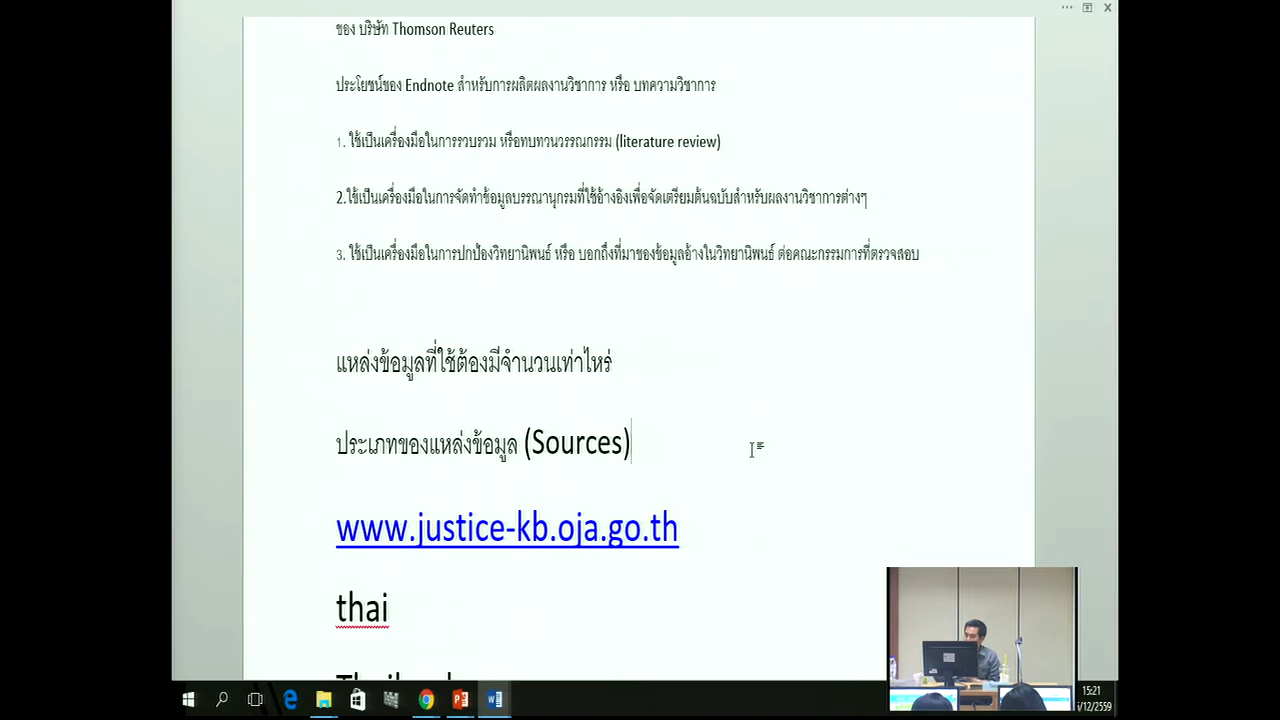 ของ บริษัท Thomson Reuters
ประโยชน์ของ Endnote สำหรับการผลิตผลงานวิชาการ หรือ บทความวิชาการ
1. ใช้เป็นเครื่องมือในการรวบรวม หรือทบทวนวรรณกรรม (literature review)
2.ใช้เป็นเครื่องมือในการจัดทำข้อมูลบรรณานุกรมที่ใช้อ้างอิงเพื่อจัดเตรียมต้นฉบับสำหรับผลงานวิชาการต่างๆ
3. ใช้เป็นเครื่องมือในการปกป้องวิทยานิพนธ์ หรือ บอกถึงที่มาของข้อมูลอ้างในวิทยานิพนธ์ ต่อคณะกรรมการที่ตรวจสอบ
แหล่งข้อมูลที่ใช้ต้องมีจำนวนเท่าไหร่
ประเภทของแหล่งข้อมูล (Sources)
www.justice-kb.oja.go.th
thai
15:21
/12/2559